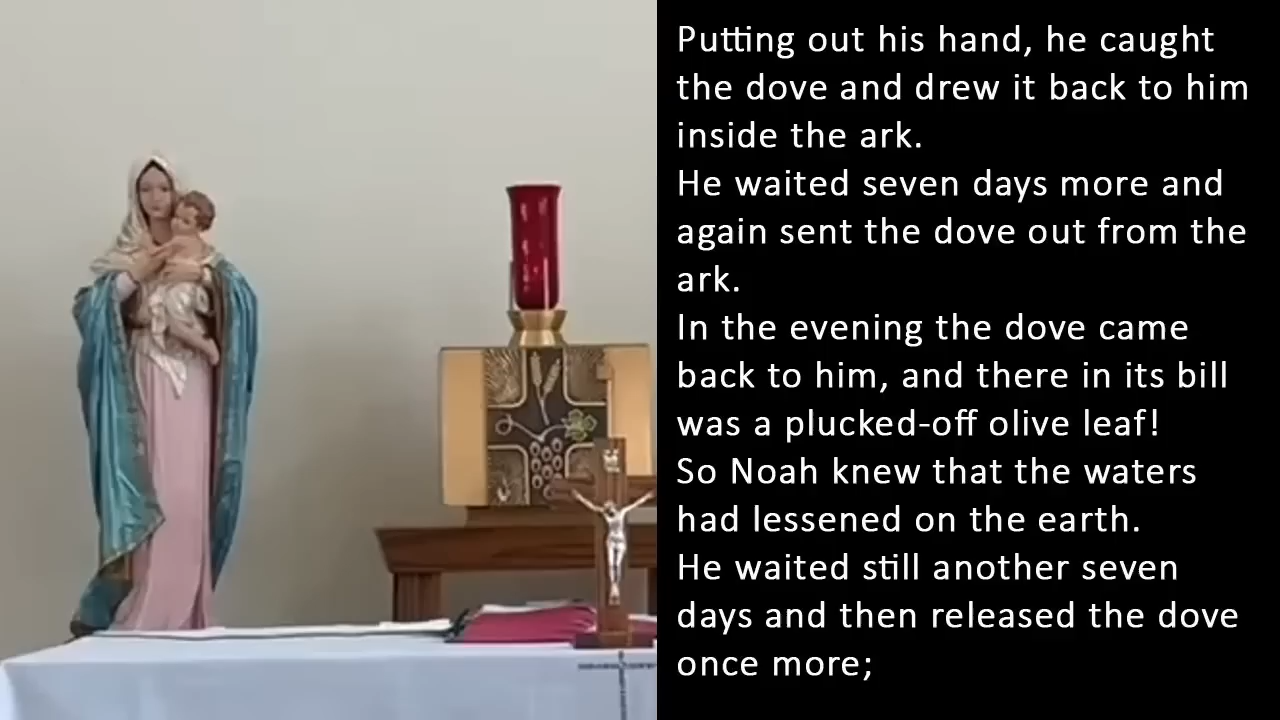 Putting out his hand, he caught
the dove and drew it back to him
inside the ark.
He waited seven days more and
again sent the dove out from the
ark.
In the evening the dove came
back to him, and there in its bill
was a plucked-off olive leaf!
So Noah knew that the waters
had lessened on the earth.
He waited still another seven
days and then released the dove
once more;